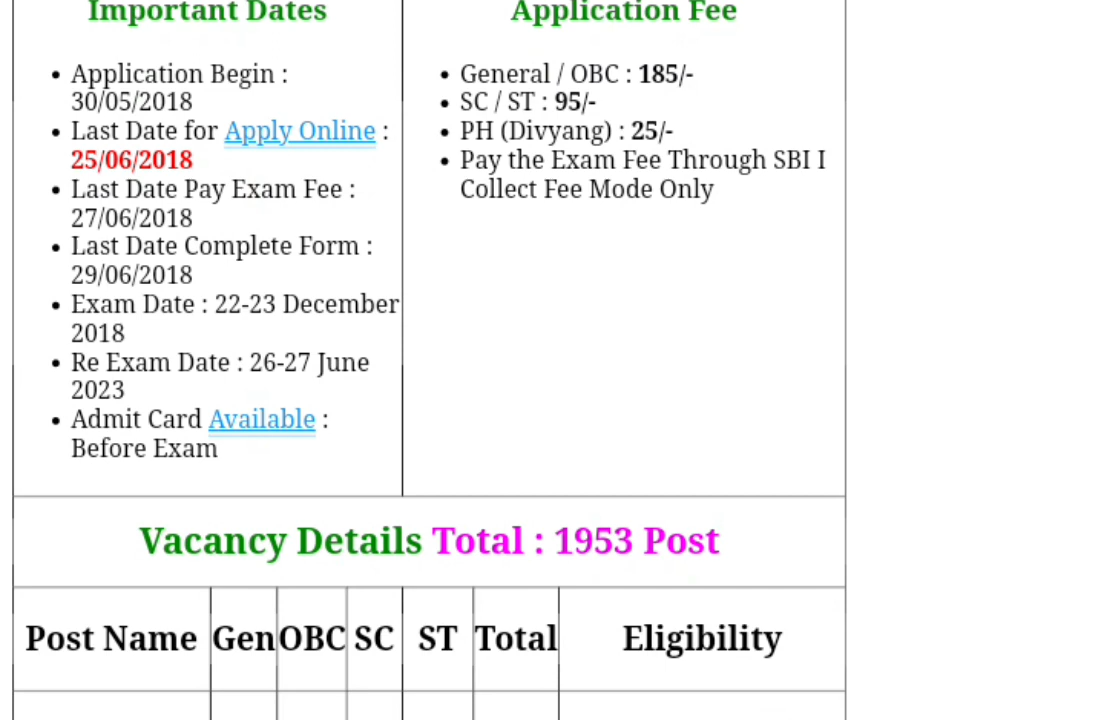 Important Dates
Application Begin :
30/05/2018
Last Date for Apply Online :
25/06/2018
Last Date Pay Exam Fee :
27/06/2018
Last Date Complete Form :
29/06/2018
Exam Date : 22-23 December
2018
Re Exam Date : 26-27 June
2023
Admit Card Available :
Before Exam
Application Fee
General / OBC : 185/-
SC / ST : 95/-
PH (Divyang) : 25/-
Pay the Exam Fee Through SBI I
Collect Fee Mode Only
Vacancy Details Total : 1953 Post
Post Name Gen OBC SC ST Total Eligibility